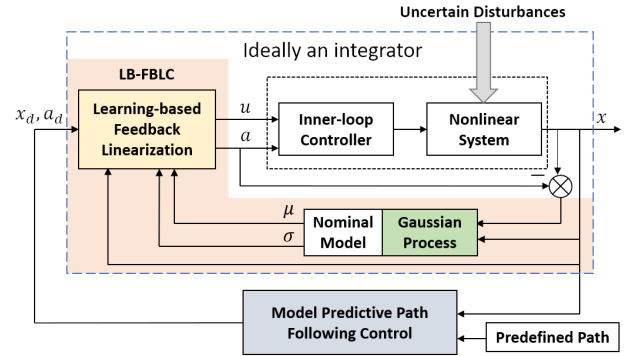 Uncertain Disturbances
Ideally an integrator
LB-FBLC
x_d, a_d
Learning-based
Feedback
Linearization
u
a
Inner-loop
Controller
Nonlinear
System
x
−
μ
σ
Nominal
Model
Gaussian
Process
Model Predictive Path
Following Control
Predefined Path